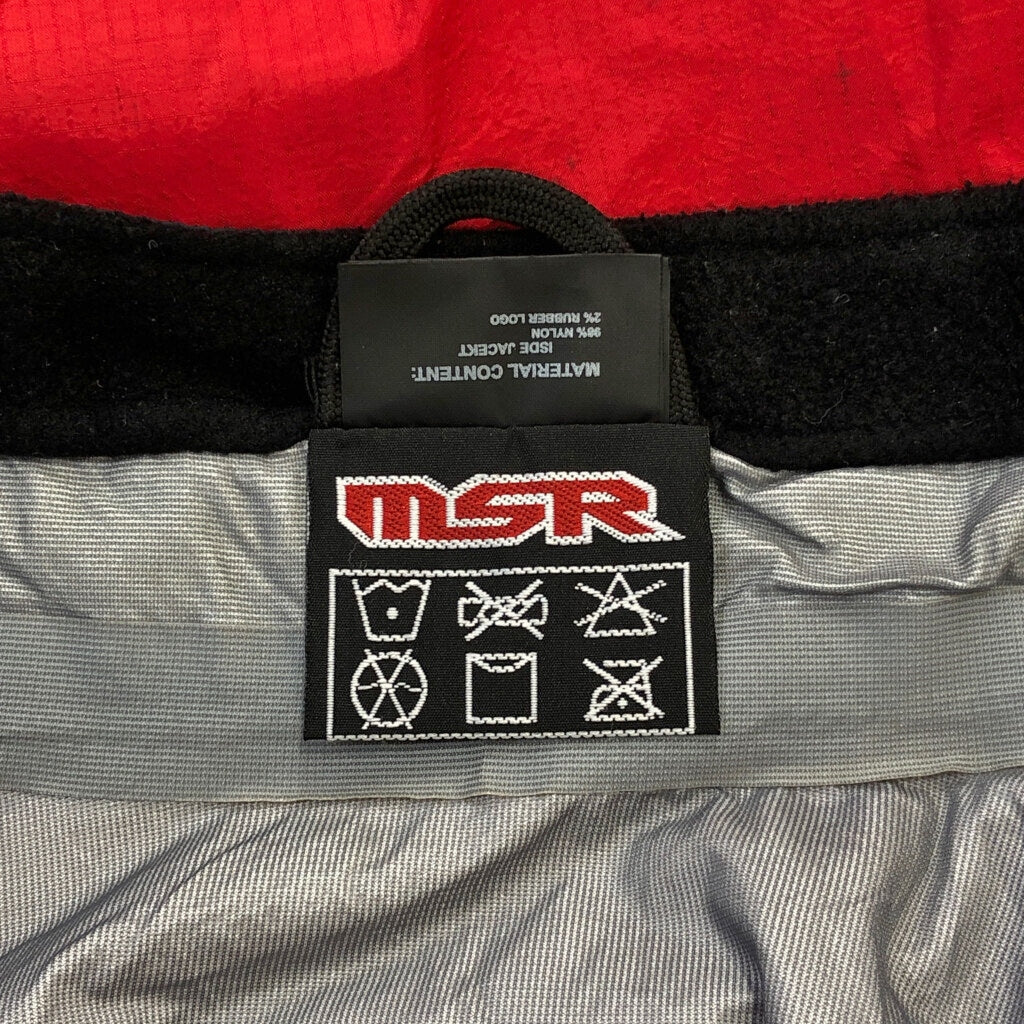 MATERIAL CONTENT:
ISDE JACEKT
98% NYLON
2% RUBBER LOGO
MSR